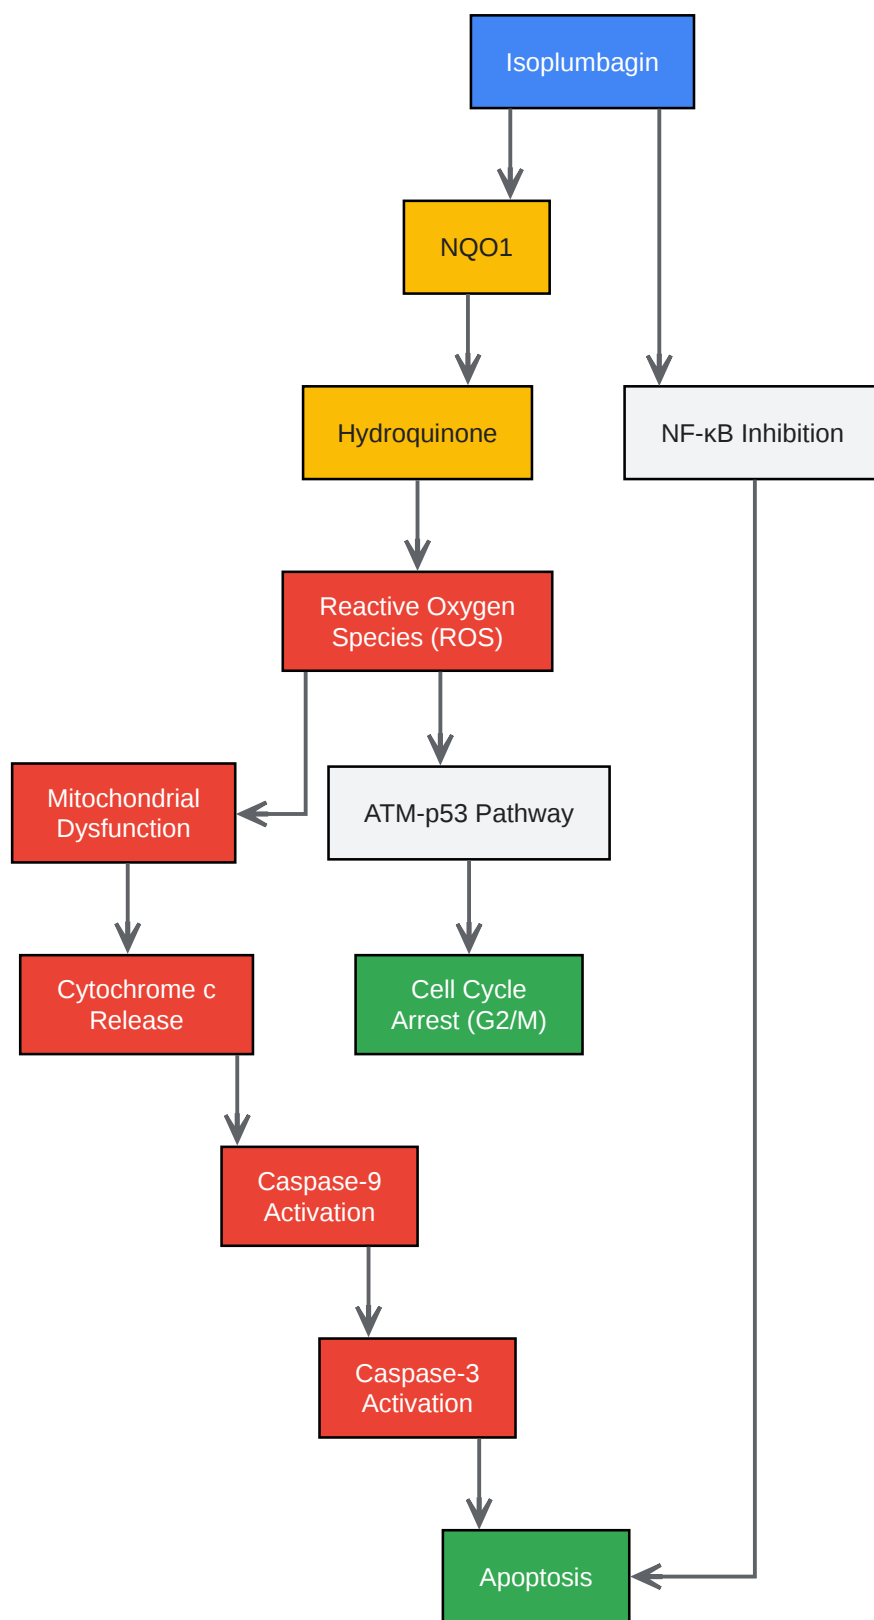 Isoplumbagin
NQO1
Hydroquinone
NF-κB Inhibition
Reactive Oxygen
Species (ROS)
Mitochondrial
Dysfunction
ATM-p53 Pathway
Cytochrome c
Release
Cell Cycle
Arrest (G2/M)
Caspase-9
Activation
Caspase-3
Activation
Apoptosis